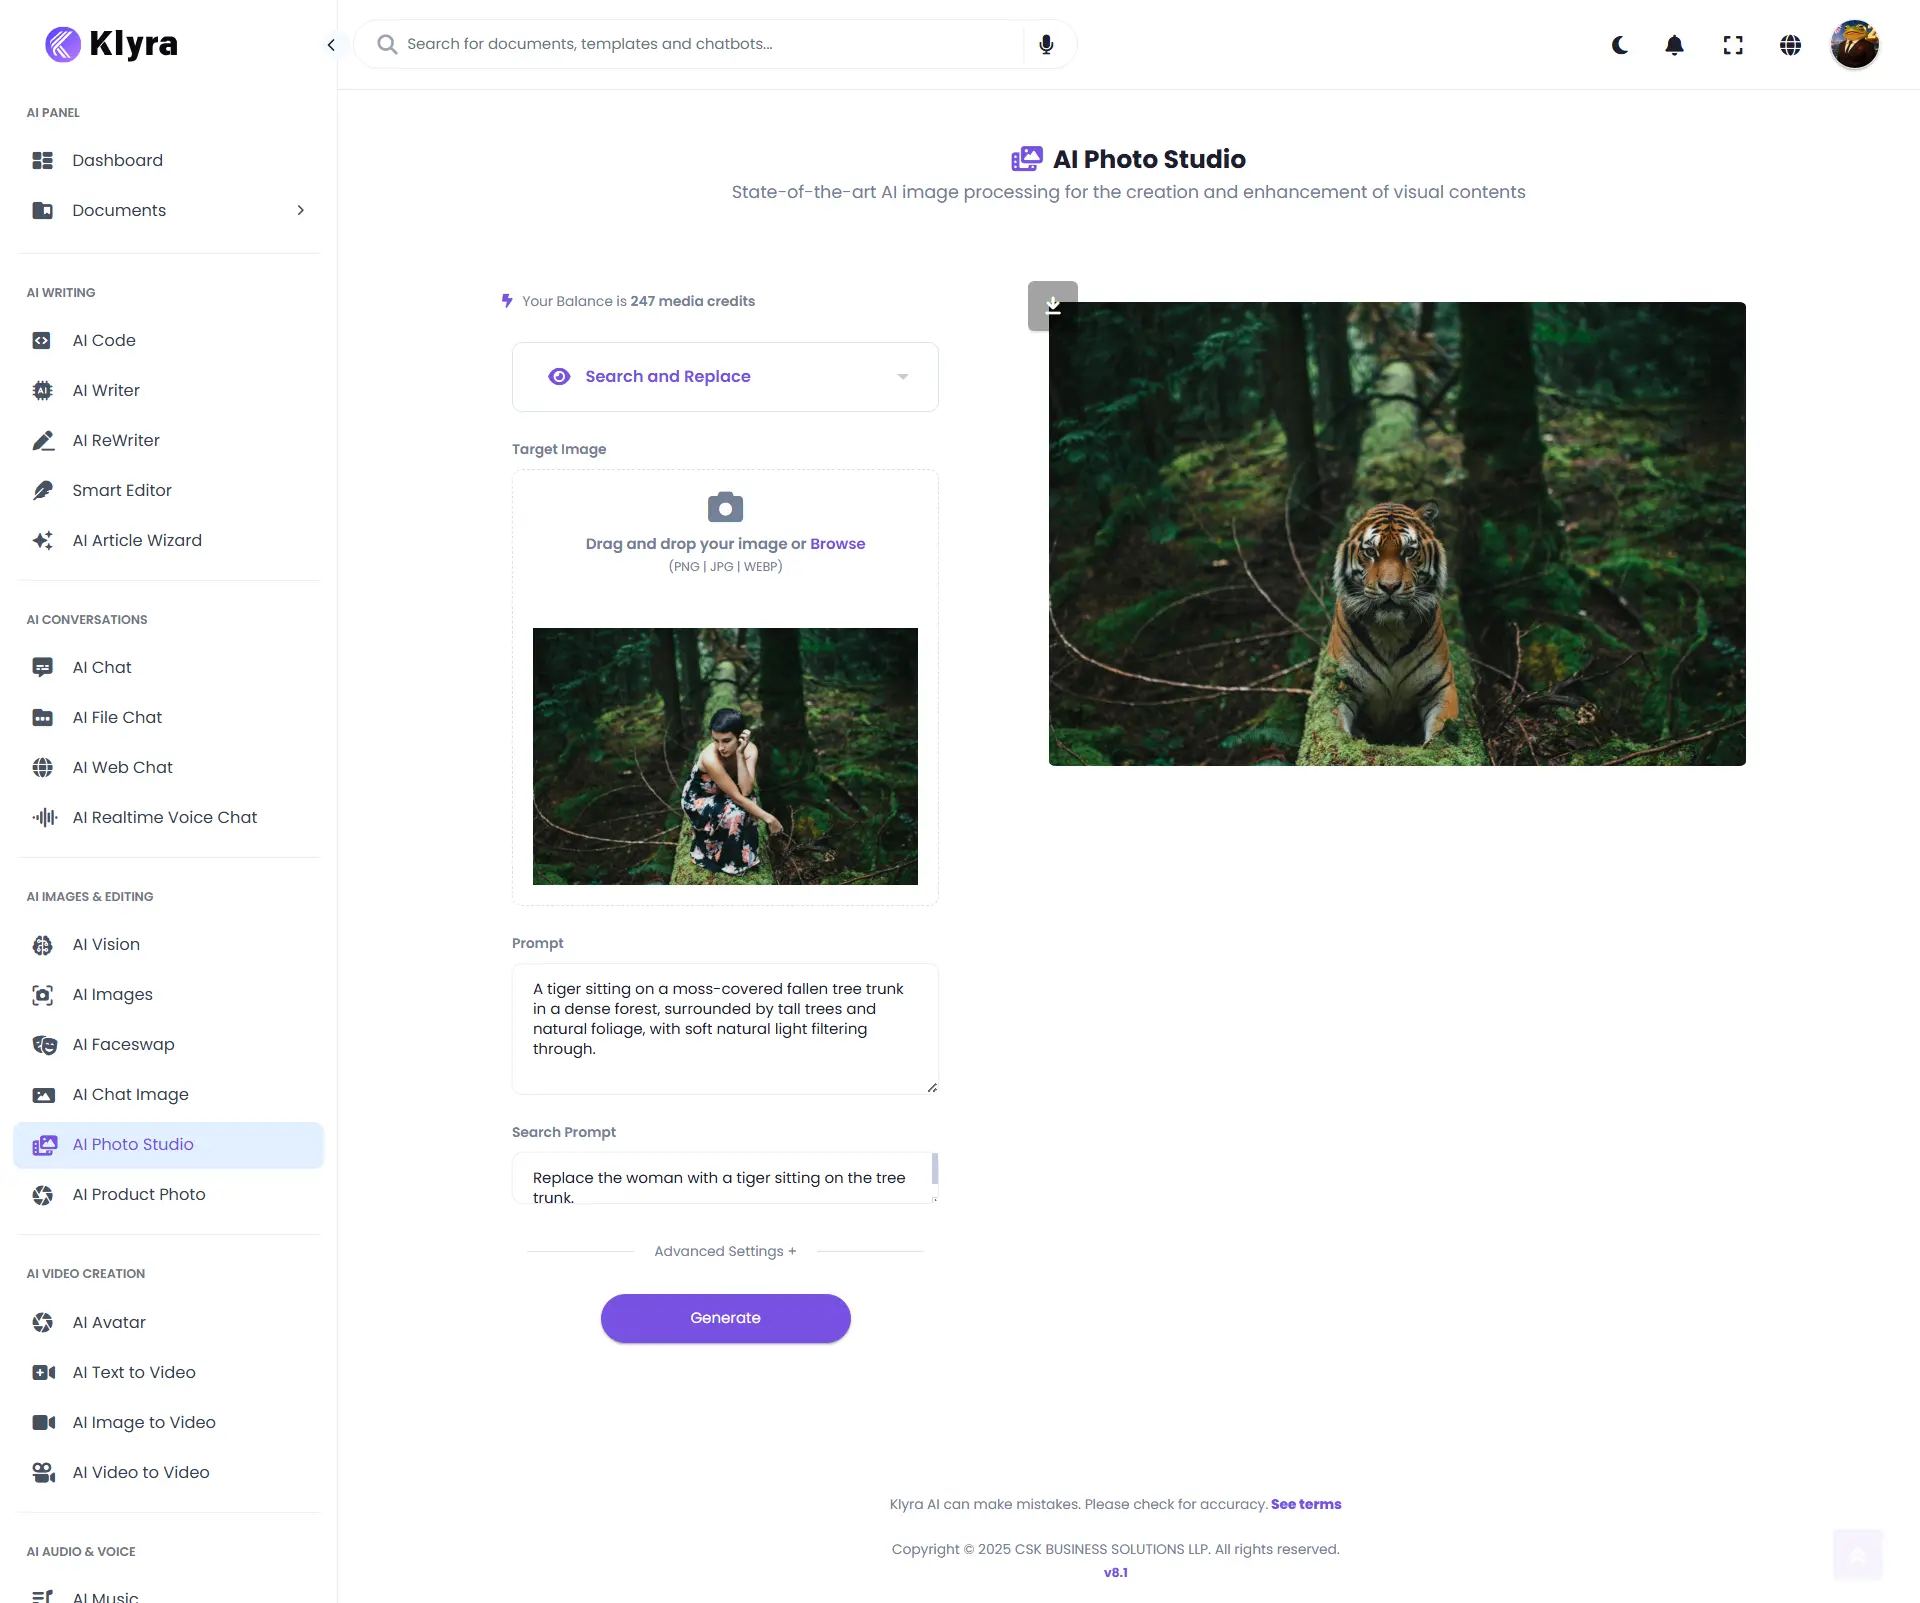 Klyra
Search for documents, templates and chatbots...
AI PANEL
Dashboard
Documents
AI WRITING
AI Code
AI Writer
AI ReWriter
Smart Editor
AI Article Wizard
AI CONVERSATIONS
AI Chat
AI File Chat
AI Web Chat
AI Realtime Voice Chat
AI IMAGES & EDITING
AI Vision
AI Images
AI Faceswap
AI Chat Image
AI Photo Studio
AI Product Photo
AI VIDEO CREATION
AI Avatar
AI Text to Video
AI Image to Video
AI Video to Video
AI AUDIO & VOICE
AI Music
AI Photo Studio
State-of-the-art AI image processing for the creation and enhancement of visual contents
Your Balance is 247 media credits
Search and Replace
Target Image
Drag and drop your image or Browse
(PNG | JPG | WEBP)
Prompt
A tiger sitting on a moss-covered fallen tree trunk
in a dense forest, surrounded by tall trees and
natural foliage, with soft natural light filtering
through.
Search Prompt
Replace the woman with a tiger sitting on the tree
trunk.
Advanced Settings +
Generate
Klyra AI can make mistakes. Please check for accuracy. See terms
Copyright © 2025 CSK BUSINESS SOLUTIONS LLP. All rights reserved.
v8.1